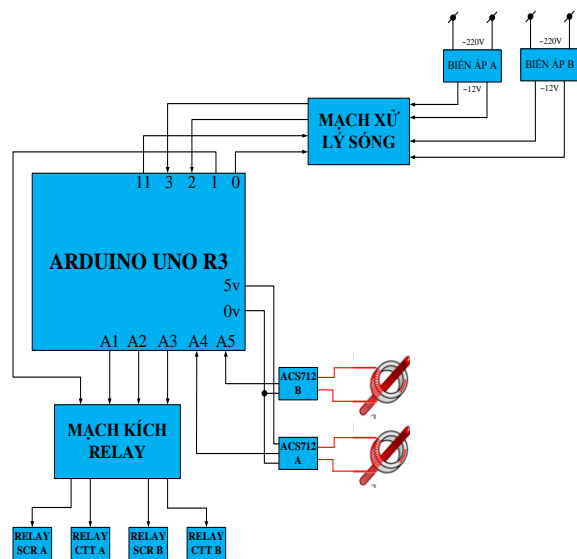 ~220V
~220V
BIẾN ÁP A
BIẾN ÁP B
~12V
~12V
MẠCH XỬ
LÝ SÓNG
11 3 2 1 0
ARDUINO UNO R3
5v
0v
A1 A2 A3 A4 A5
ACS712
B
MẠCH KÍCH
RELAY
ACS712
A
RELAY
SCR A
RELAY
CTT A
RELAY
SCR B
RELAY
CTT B